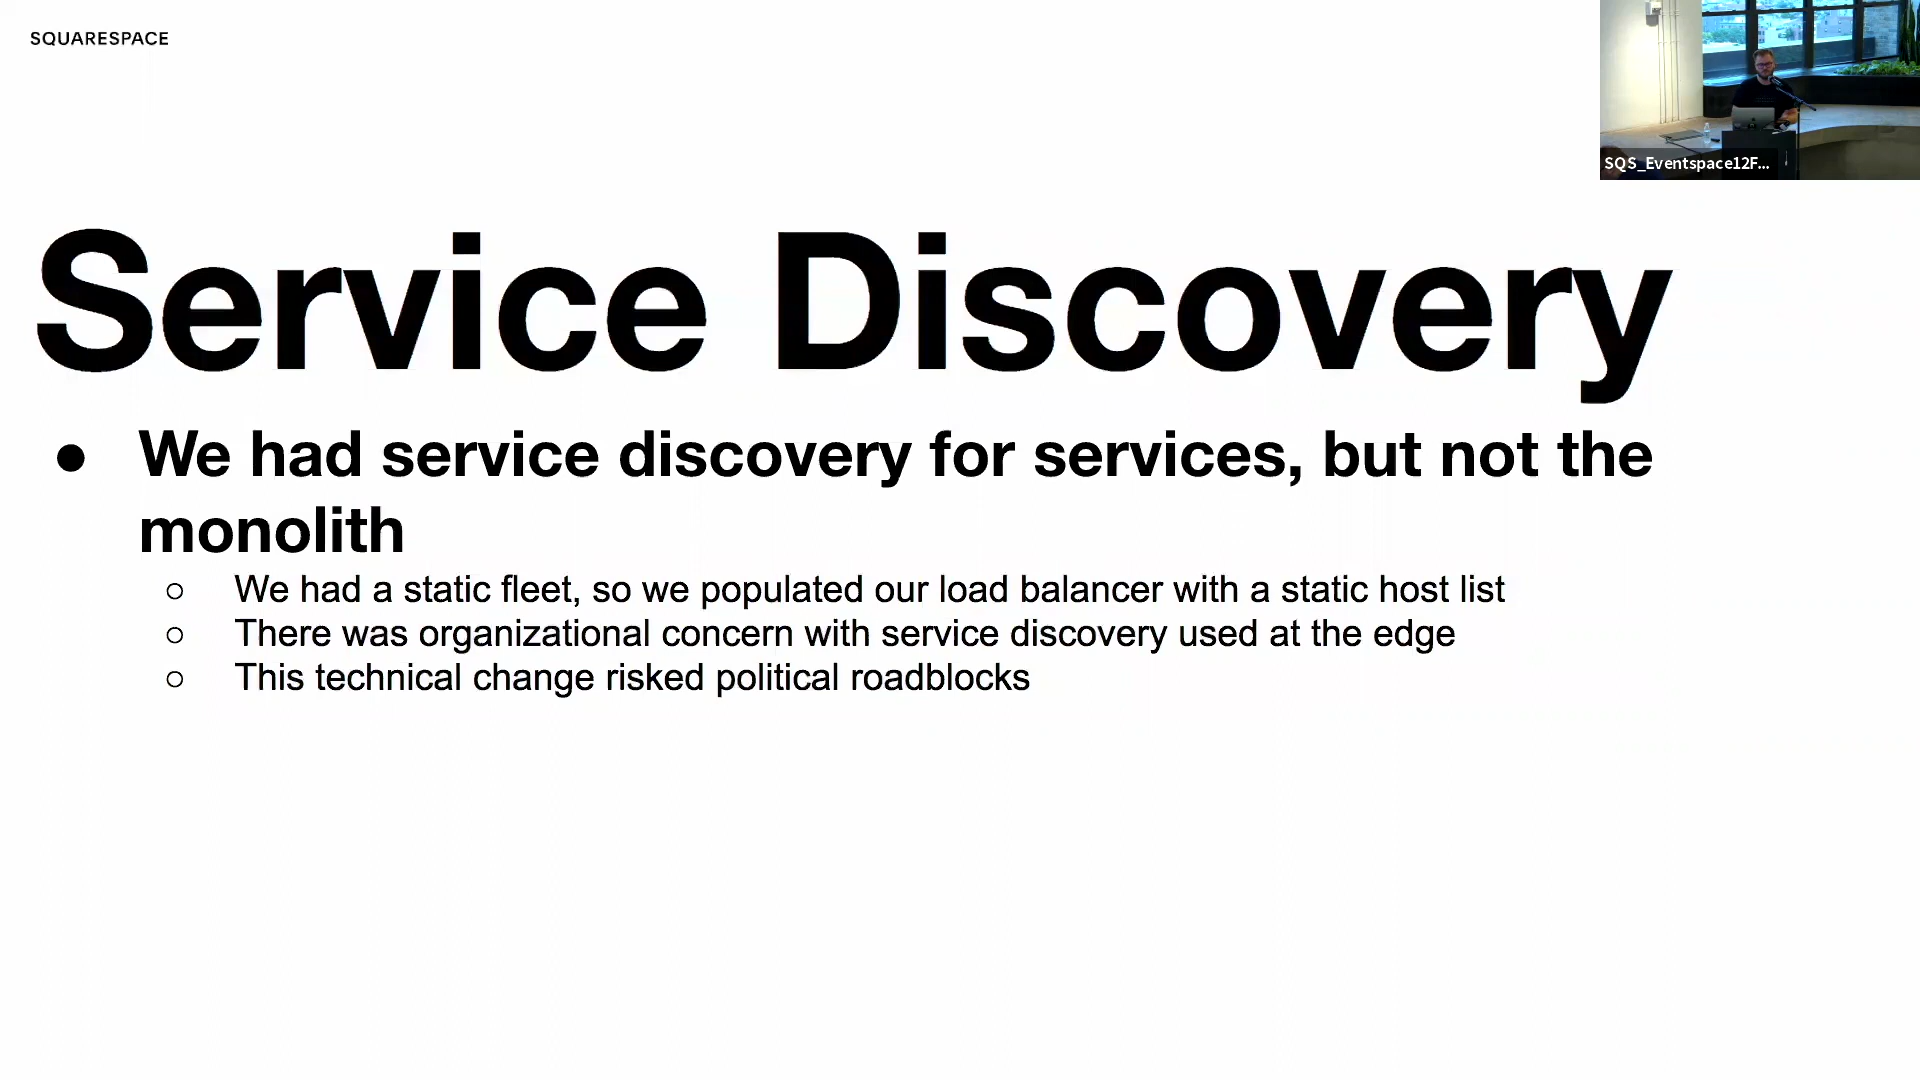 SQUARESPACE
SQS_Eventspace12F...
Service Discovery
● We had service discovery for services, but not the
monolith
○ We had a static fleet, so we populated our load balancer with a static host list
○ There was organizational concern with service discovery used at the edge
○ This technical change risked political roadblocks